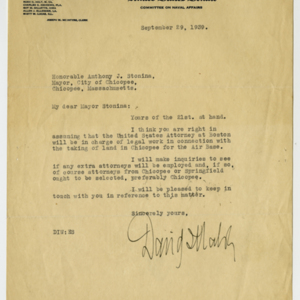 COMMITTEE ON NAVAL AFFAIRS
September 23, 1939.
Honorable Anthony J. Stonina,
Mayor, City of Chicopee,
Chicopee, Massachusetts.
My dear Mayor Stonina:
Yours of the 21st. at hand.
I think you are right in
assuming that the United States Attorney at Boston
will be in charge of legal work in connection with
the taking of land in Chicopee for the Air Base.
I will make inquiries to see
if any extra attorneys will be employed and, if so,
of course attorneys from Chicopee or Springfield
ought to be selected, preferably Chicopee.
I will be pleased to keep in
touch with you in reference to this matter.
Sincerely yours,
David I Walsh